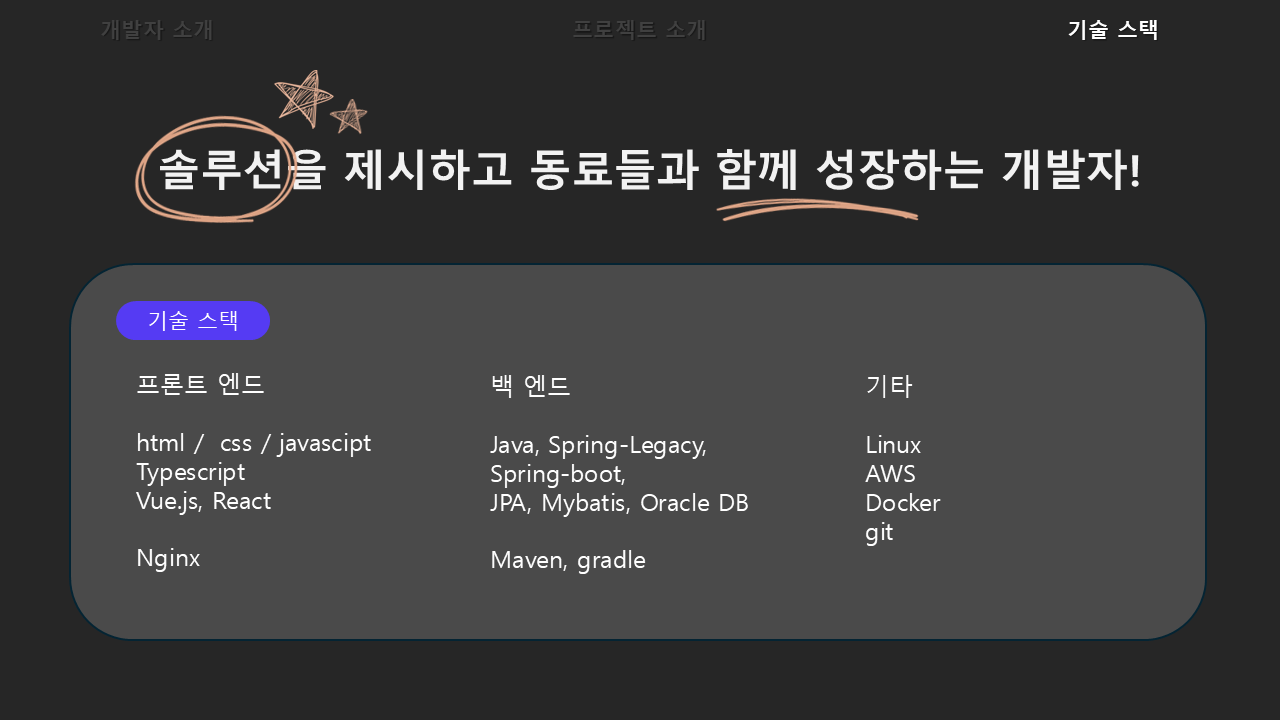 개발자 소개
프로젝트 소개
기술 스택
솔루션을 제시하고 동료들과 함께 성장하는 개발자!
기술 스택
프론트 엔드
html /  css / javascipt
Typescript
Vue.js, React
Nginx
백 엔드
Java, Spring-Legacy,
Spring-boot,
JPA, Mybatis, Oracle DB
Maven, gradle
기타
Linux
AWS
Docker
git